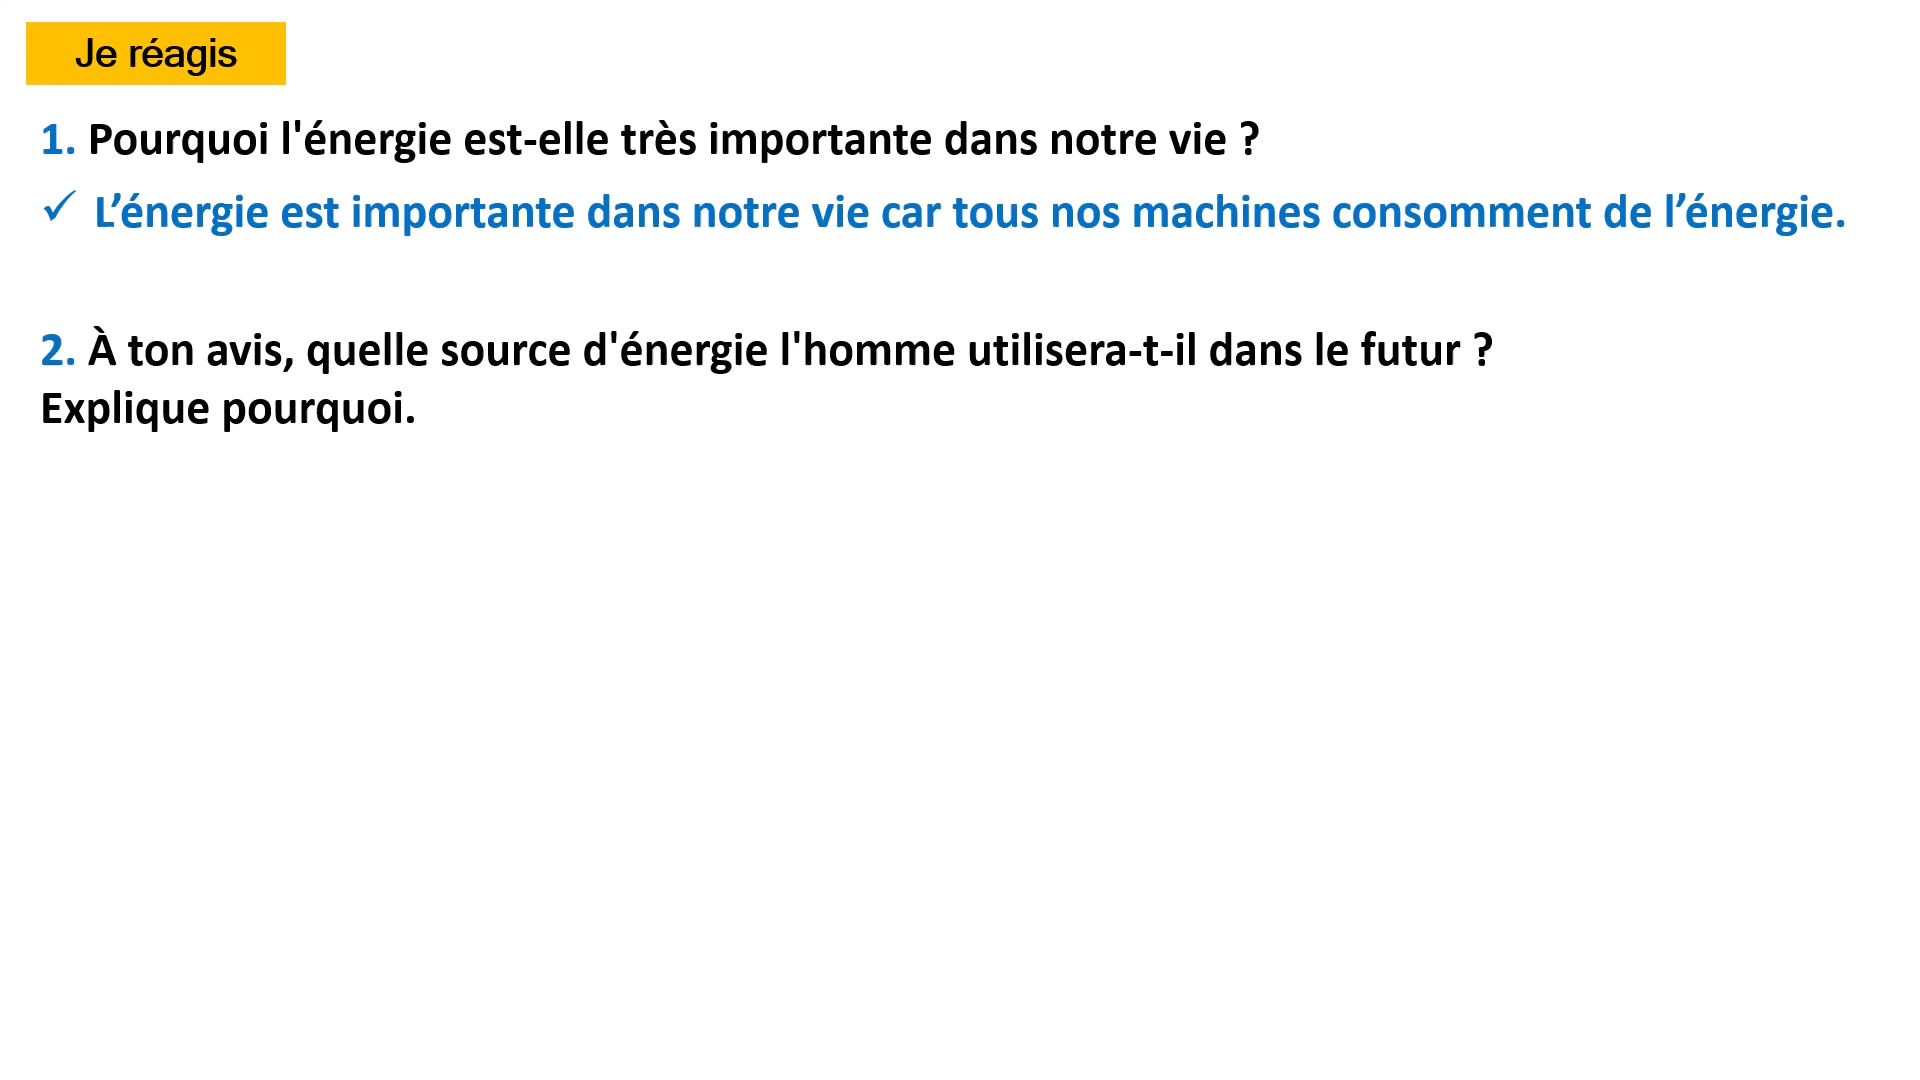 Je réagis
1. Pourquoi l'énergie est-elle très importante dans notre vie ?
✓ L’énergie est importante dans notre vie car tous nos machines consomment de l’énergie.
2. À ton avis, quelle source d'énergie l'homme utilisera-t-il dans le futur ?
Explique pourquoi.